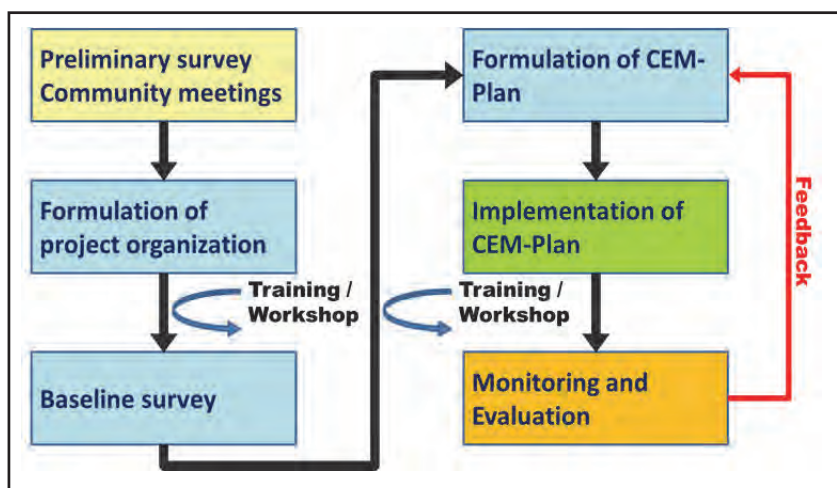 Preliminary survey
Community meetings
Formulation of
project organization
Training /
Workshop
Baseline survey
Formulation of CEM-
Plan
Implementation of
CEM-Plan
Training /
Workshop
Monitoring and
Evaluation
Feedback